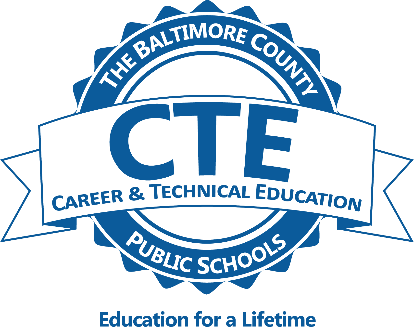 THE BALTIMORE COUNTY
CTE
CAREER & TECHNICAL EDUCATION
PUBLIC SCHOOLS
Education for a Lifetime